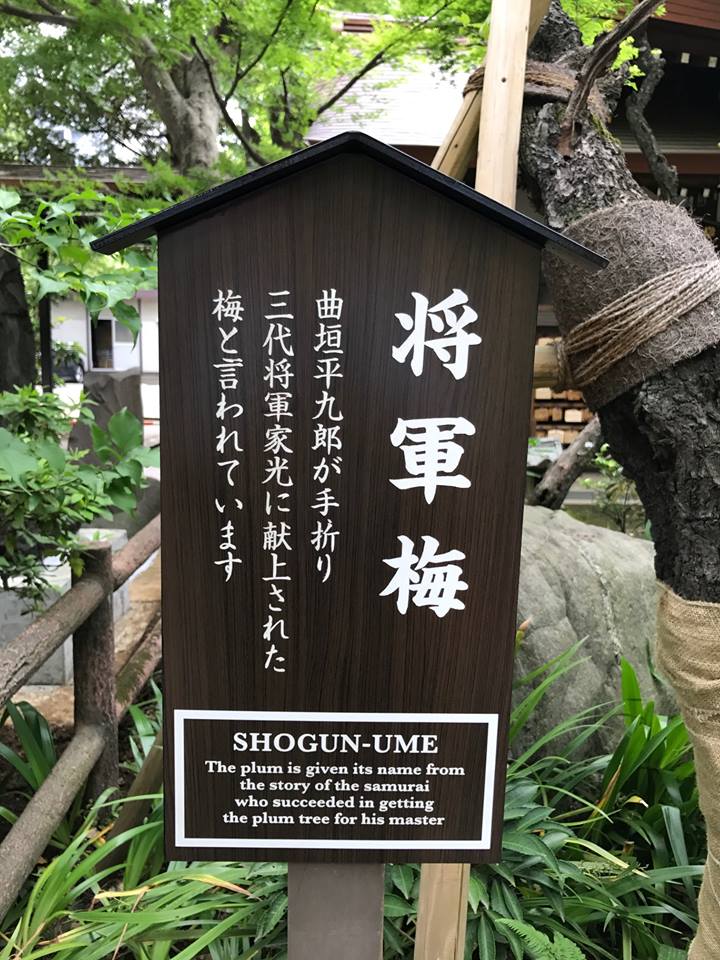 将軍梅
曲垣平九郎が手折り
三代将軍家光に献上された
梅と言われています
SHOGUN-UME
The plum is given its name from
the story of the samurai
who succeeded in getting
the plum tree for his master